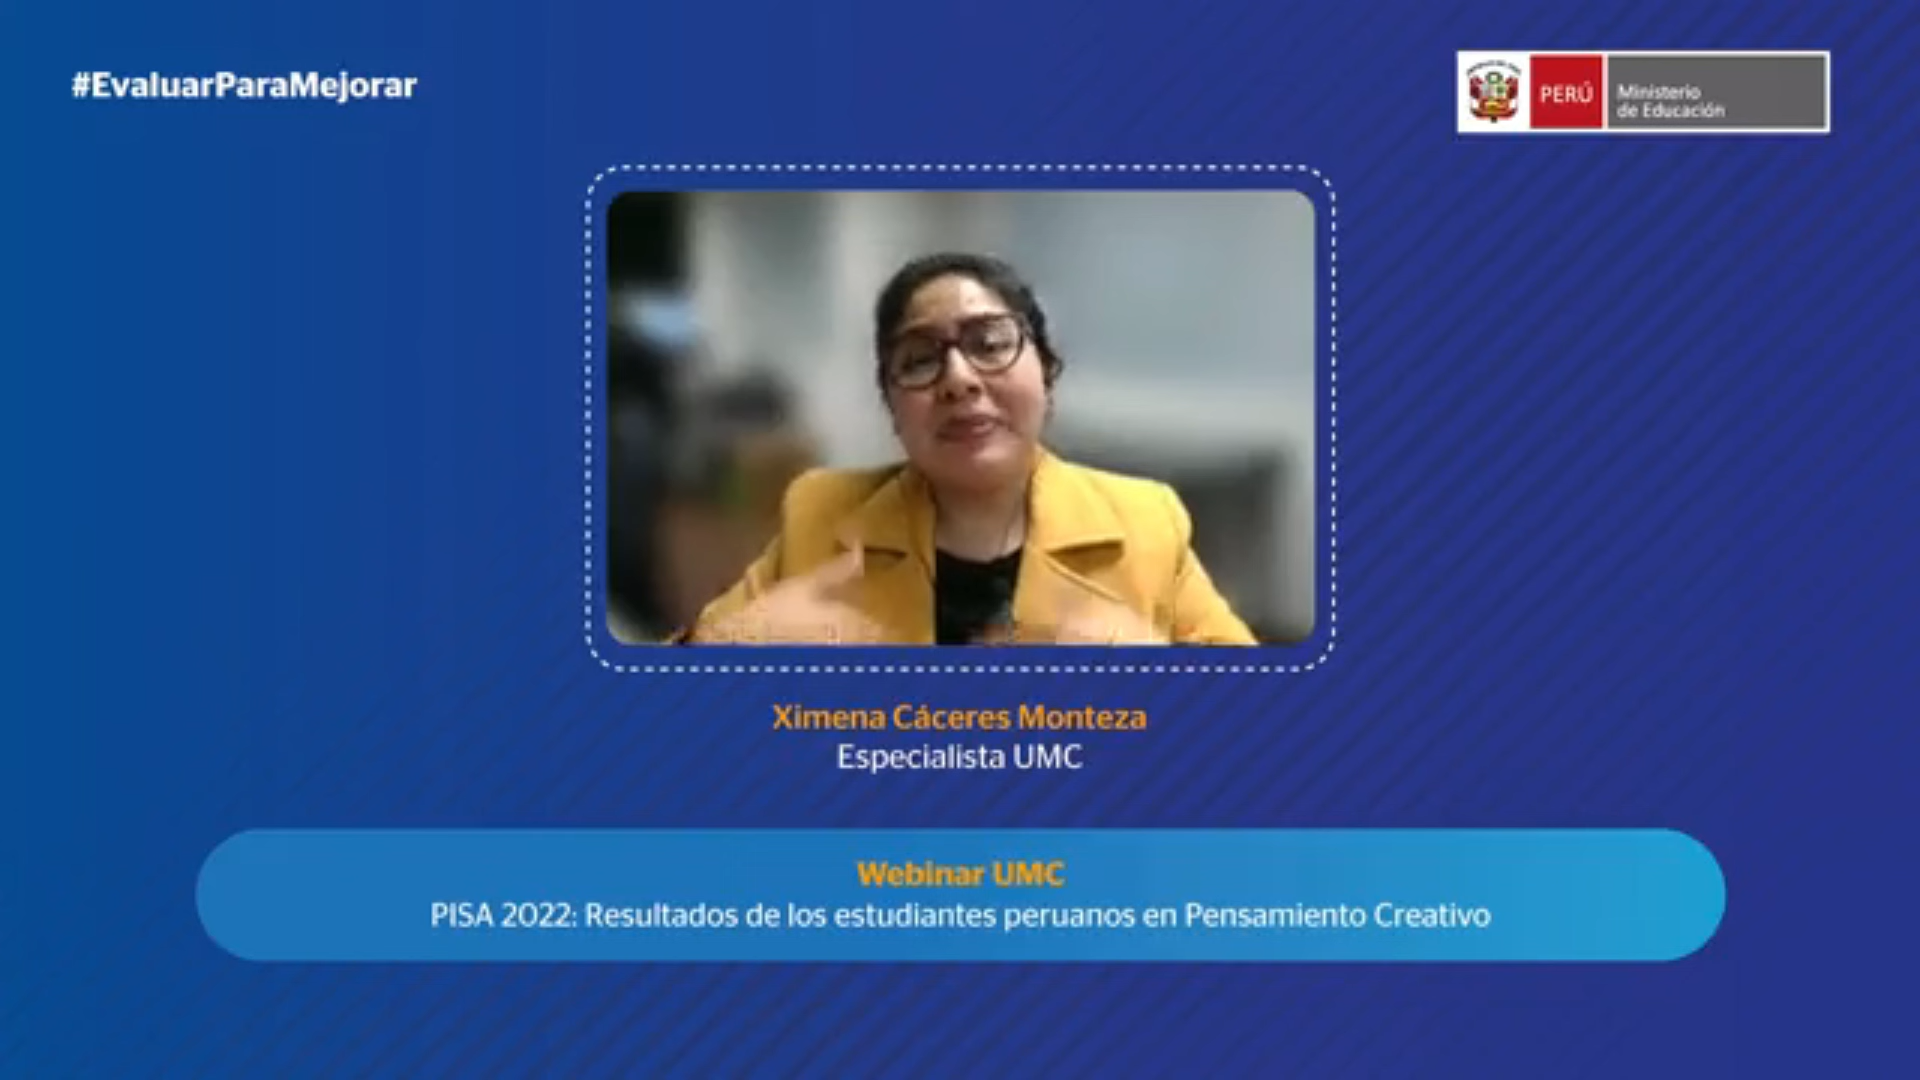 #EvaluarParaMejorar
PERÚ
Ministerio
de Educación
Ximena Cáceres Monteza
Especialista UMC
Webinar UMC
PISA 2022: Resultados de los estudiantes peruanos en Pensamiento Creativo